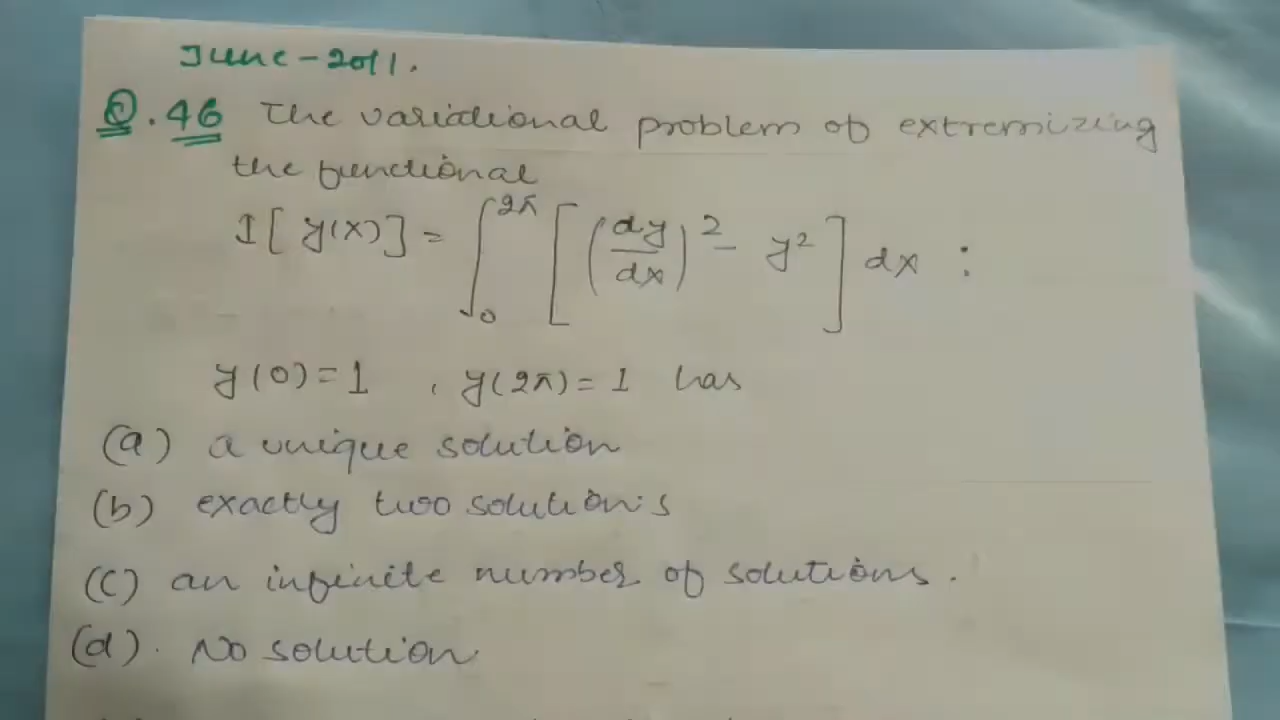 June-2011.
Q.46 The variational problem of extremizing
the functional
I[y(x)] = ∫₀^2π [(dy/dx)² - y²] dx :
y(0)=1 , y(2π)=1 has
(a) a unique solution
(b) exactly two solutions
(c) an infinite number of solutions.
(d). No solution